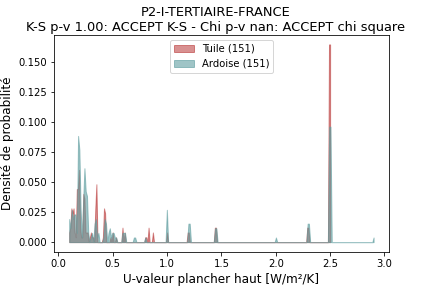 P2-I-TERTIAIRE-FRANCE
K-S p-v 1.00: ACCEPT K-S - Chi p-v nan: ACCEPT chi square
Tuile (151)
Ardoise (151)
Densité de probabilité
0.150
0.125
0.100
0.075
0.050
0.025
0.000
0.0 0.5 1.0 1.5 2.0 2.5 3.0
U-valeur plancher haut [W/m²/K]